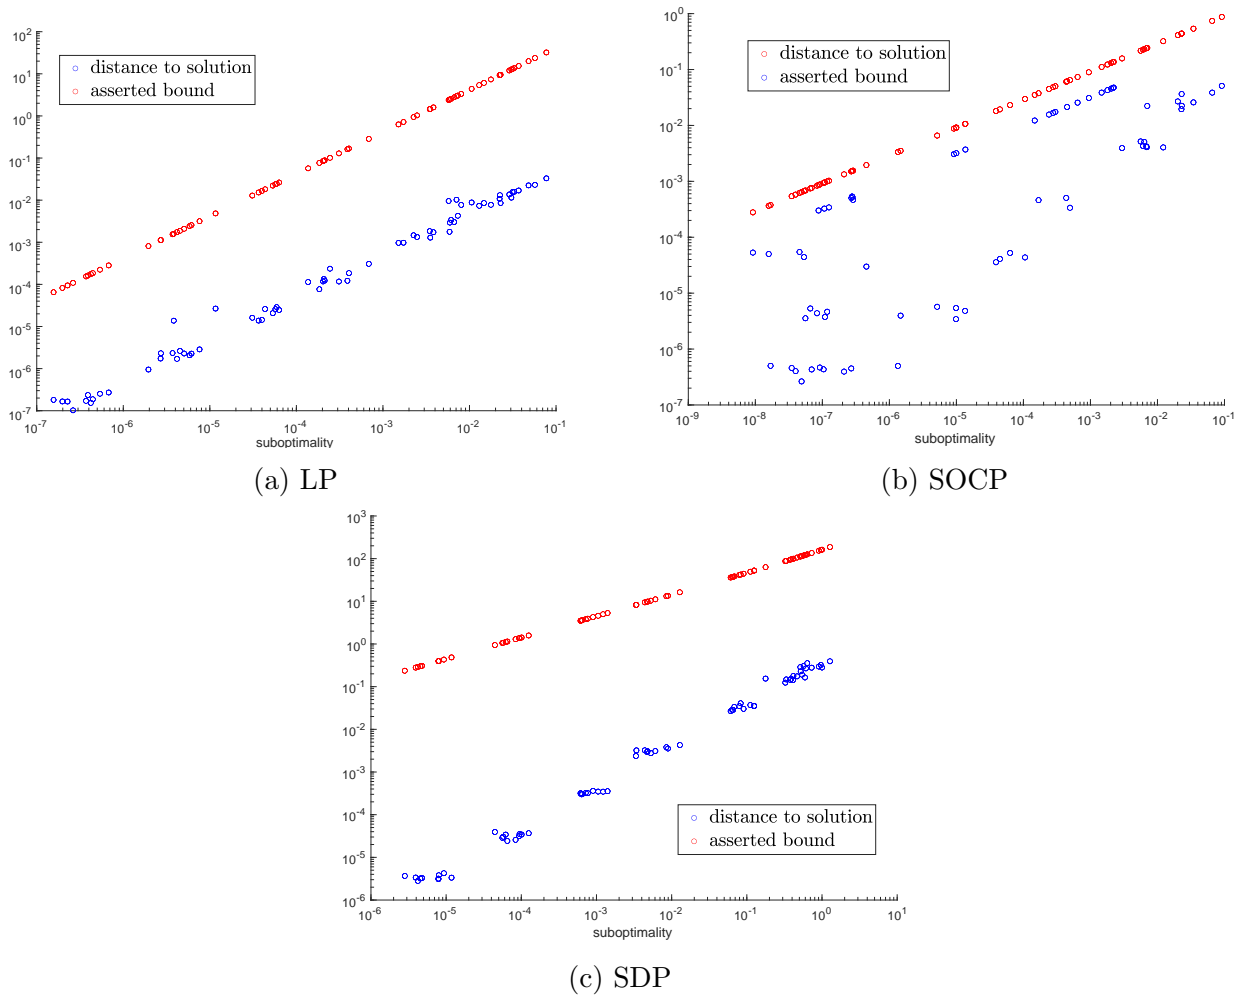 10^2
10^1
10^0
10^-1
10^-2
10^-3
10^-4
10^-5
10^-6
10^-7
distance to solution
asserted bound
10^-7 10^-6 10^-5 10^-4 10^-3 10^-2 10^-1
suboptimality
(a) LP
10^0
10^-1
10^-2
10^-3
10^-4
10^-5
10^-6
10^-7
distance to solution
asserted bound
10^-9 10^-8 10^-7 10^-6 10^-5 10^-4 10^-3 10^-2 10^-1
suboptimality
(b) SOCP
10^3
10^2
10^1
10^0
10^-1
10^-2
10^-3
10^-4
10^-5
10^-6
distance to solution
asserted bound
10^-6 10^-5 10^-4 10^-3 10^-2 10^-1 10^0 10^1
suboptimality
(c) SDP